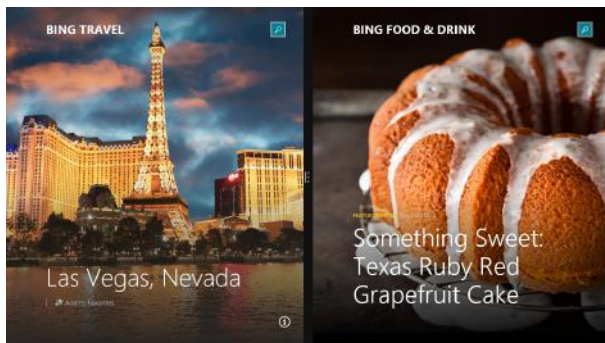 BING TRAVEL
Las Vegas, Nevada
Add to Favorites
BING FOOD & DRINK
Something Sweet:
Texas Ruby Red
Grapefruit Cake